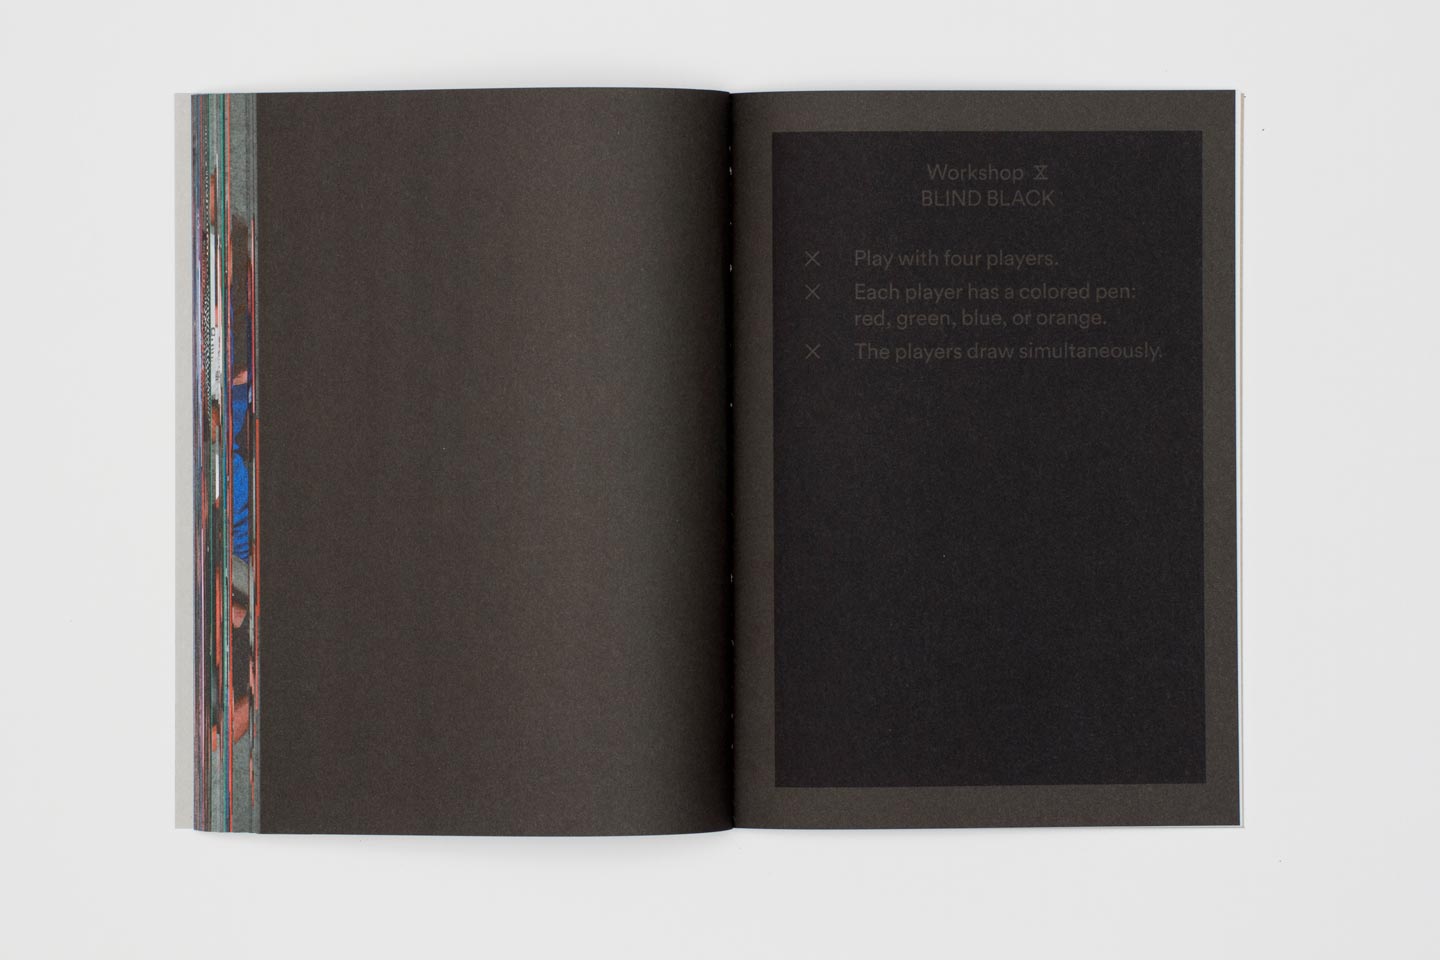 Workshop X
BLIND BLACK
× Play with four players.
× Each player has a colored pen:
red, green, blue, or orange.
× The players draw simultaneously.